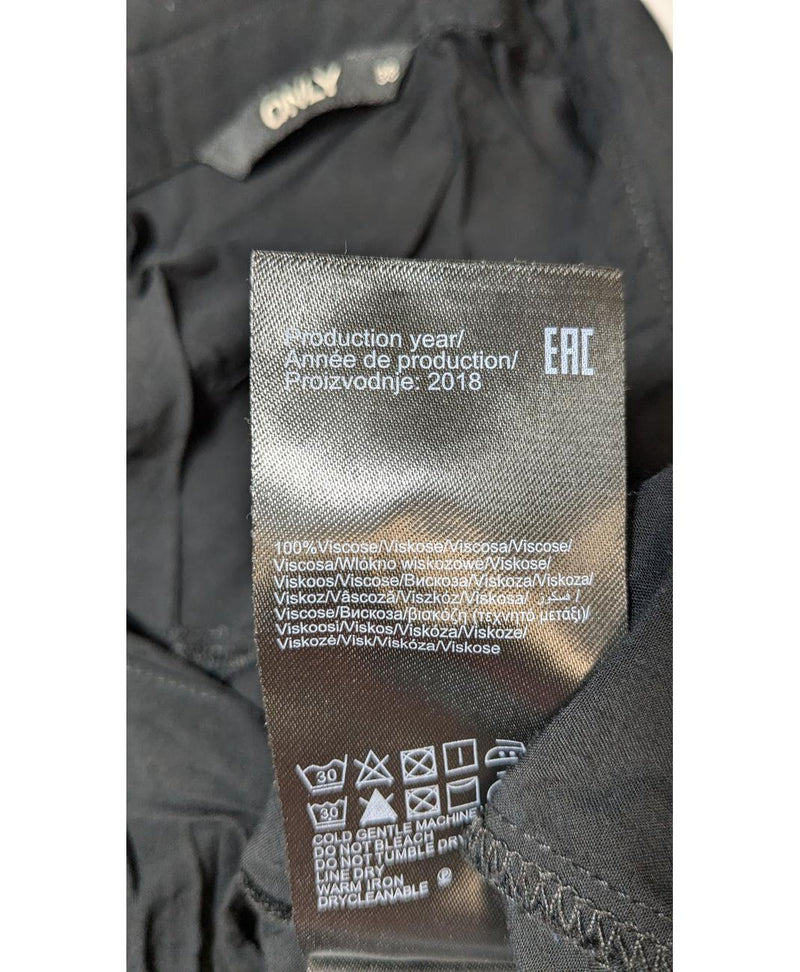 ONLY
Production year/
Année de production/
Proizvodnje: 2018
EAC
100%Viscose/Viskose/Viscosa/Viscose/
Viscosa/Włókno wiskozowe/Viskose/
Viskoos/Viscose/Вискоза/Viskoza/Viskoza/
Viskoz/Vâscoză/Viszkóz/Viskosa/ فسكوز /
Viscose/Вискоза/βισκόζη (τεχνητό μετάξι)/
Viskoosi/Viskos/Viskóza/Viskoze/
Viskozė/Visk/Viskóza/Viskose
30
30
COLD GENTLE MACHINE
DO NOT BLEACH
DO NOT TUMBLE DRY
LINE DRY
WARM IRON
DRYCLEANABLE P